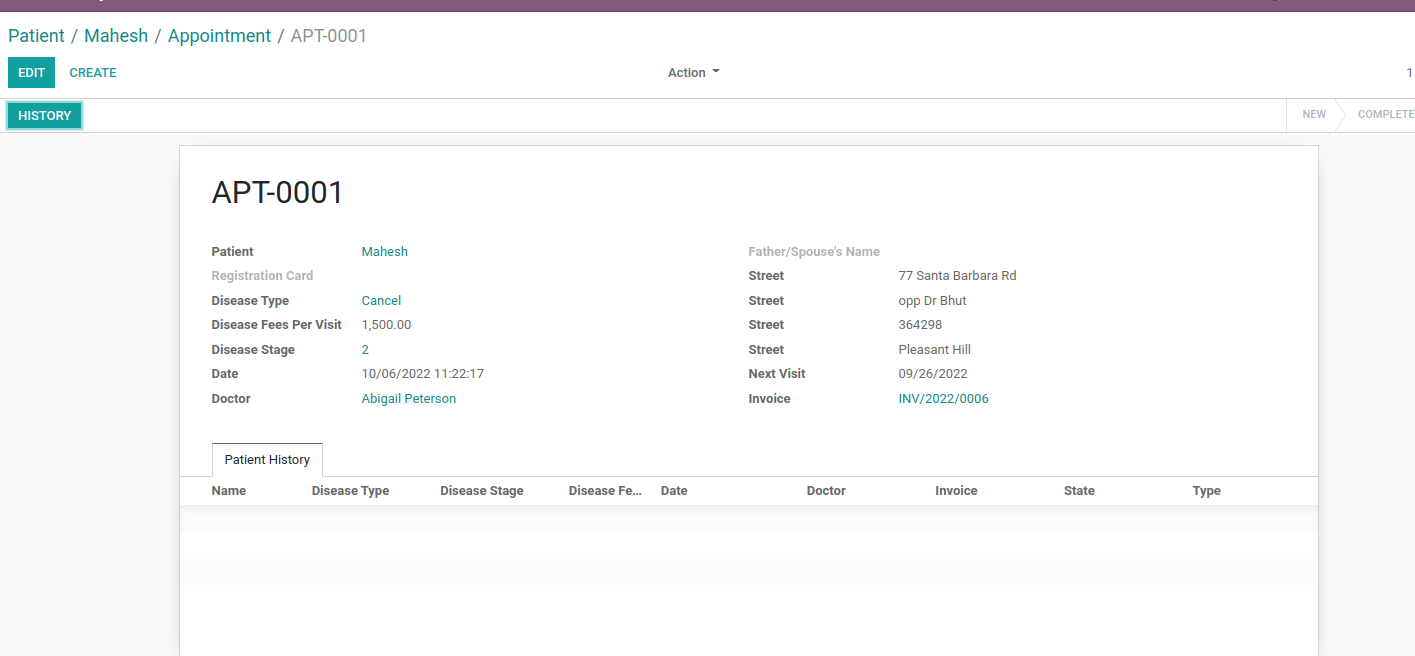 Patient / Mahesh / Appointment / APT-0001
EDIT CREATE Action 1
HISTORY NEW COMPLETE
APT-0001
Patient Mahesh Father/Spouse's Name
Registration Card Street 77 Santa Barbara Rd
Disease Type Cancel Street opp Dr Bhut
Disease Fees Per Visit 1,500.00 Street 364298
Disease Stage 2 Street Pleasant Hill
Date 10/06/2022 11:22:17 Next Visit 09/26/2022
Doctor Abigail Peterson Invoice INV/2022/0006
Patient History
Name Disease Type Disease Stage Disease Fe... Date Doctor Invoice State Type